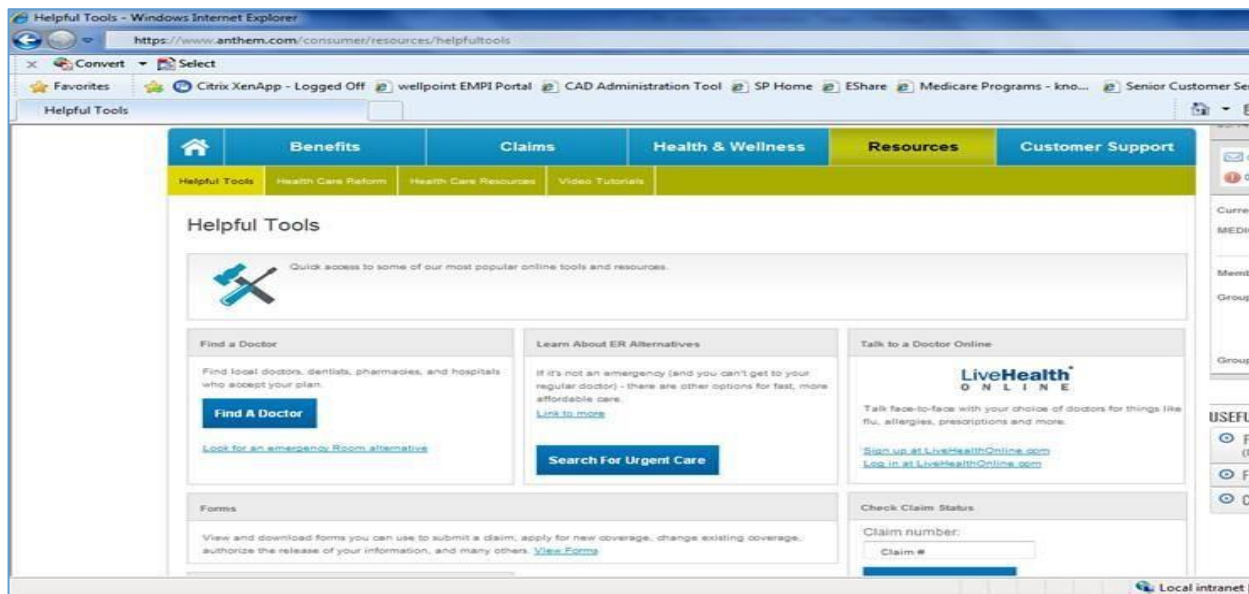 Helpful Tools - Windows Internet Explorer
https://www.anthem.com/consumer/resources/helpfultools
x Convert Select
Favorites Citrix XenApp - Logged Off wellpoint EMPI Portal CAD Administration Tool SP Home EShare Medicare Programs - kno... Senior Customer Se
Helpful Tools
Benefits Claims Health & Wellness Resources Customer Support
Helpful Tools Health Care Reform Health Care Resources Video Tutorials
Curre
MEDI
Memb
Group
Group
Helpful Tools
Quick access to some of our most popular online tools and resources.
Find a Doctor
Find local doctors, dentists, pharmacies, and hospitals
who accept your plan.
Find A Doctor
Look for an emergency Room alternative
Learn About ER Alternatives
If it's not an emergency (and you can't get to your
regular doctor) - there are other options for fast, more
affordable care.
Link to more
Search For Urgent Care
Talk to a Doctor Online
LiveHealth
ONLINE
Talk face-to-face with your choice of doctors for things like
flu, allergies, prescriptions and more.
Sign up at LiveHealthOnline.com
Log in at LiveHealthOnline.com
USEFU
F
F
Forms
View and download forms you can use to submit a claim, apply for new coverage, change existing coverage,
authorize the release of your information, and many others. View Forms
Check Claim Status
Claim number:
Claim #
Local intranet